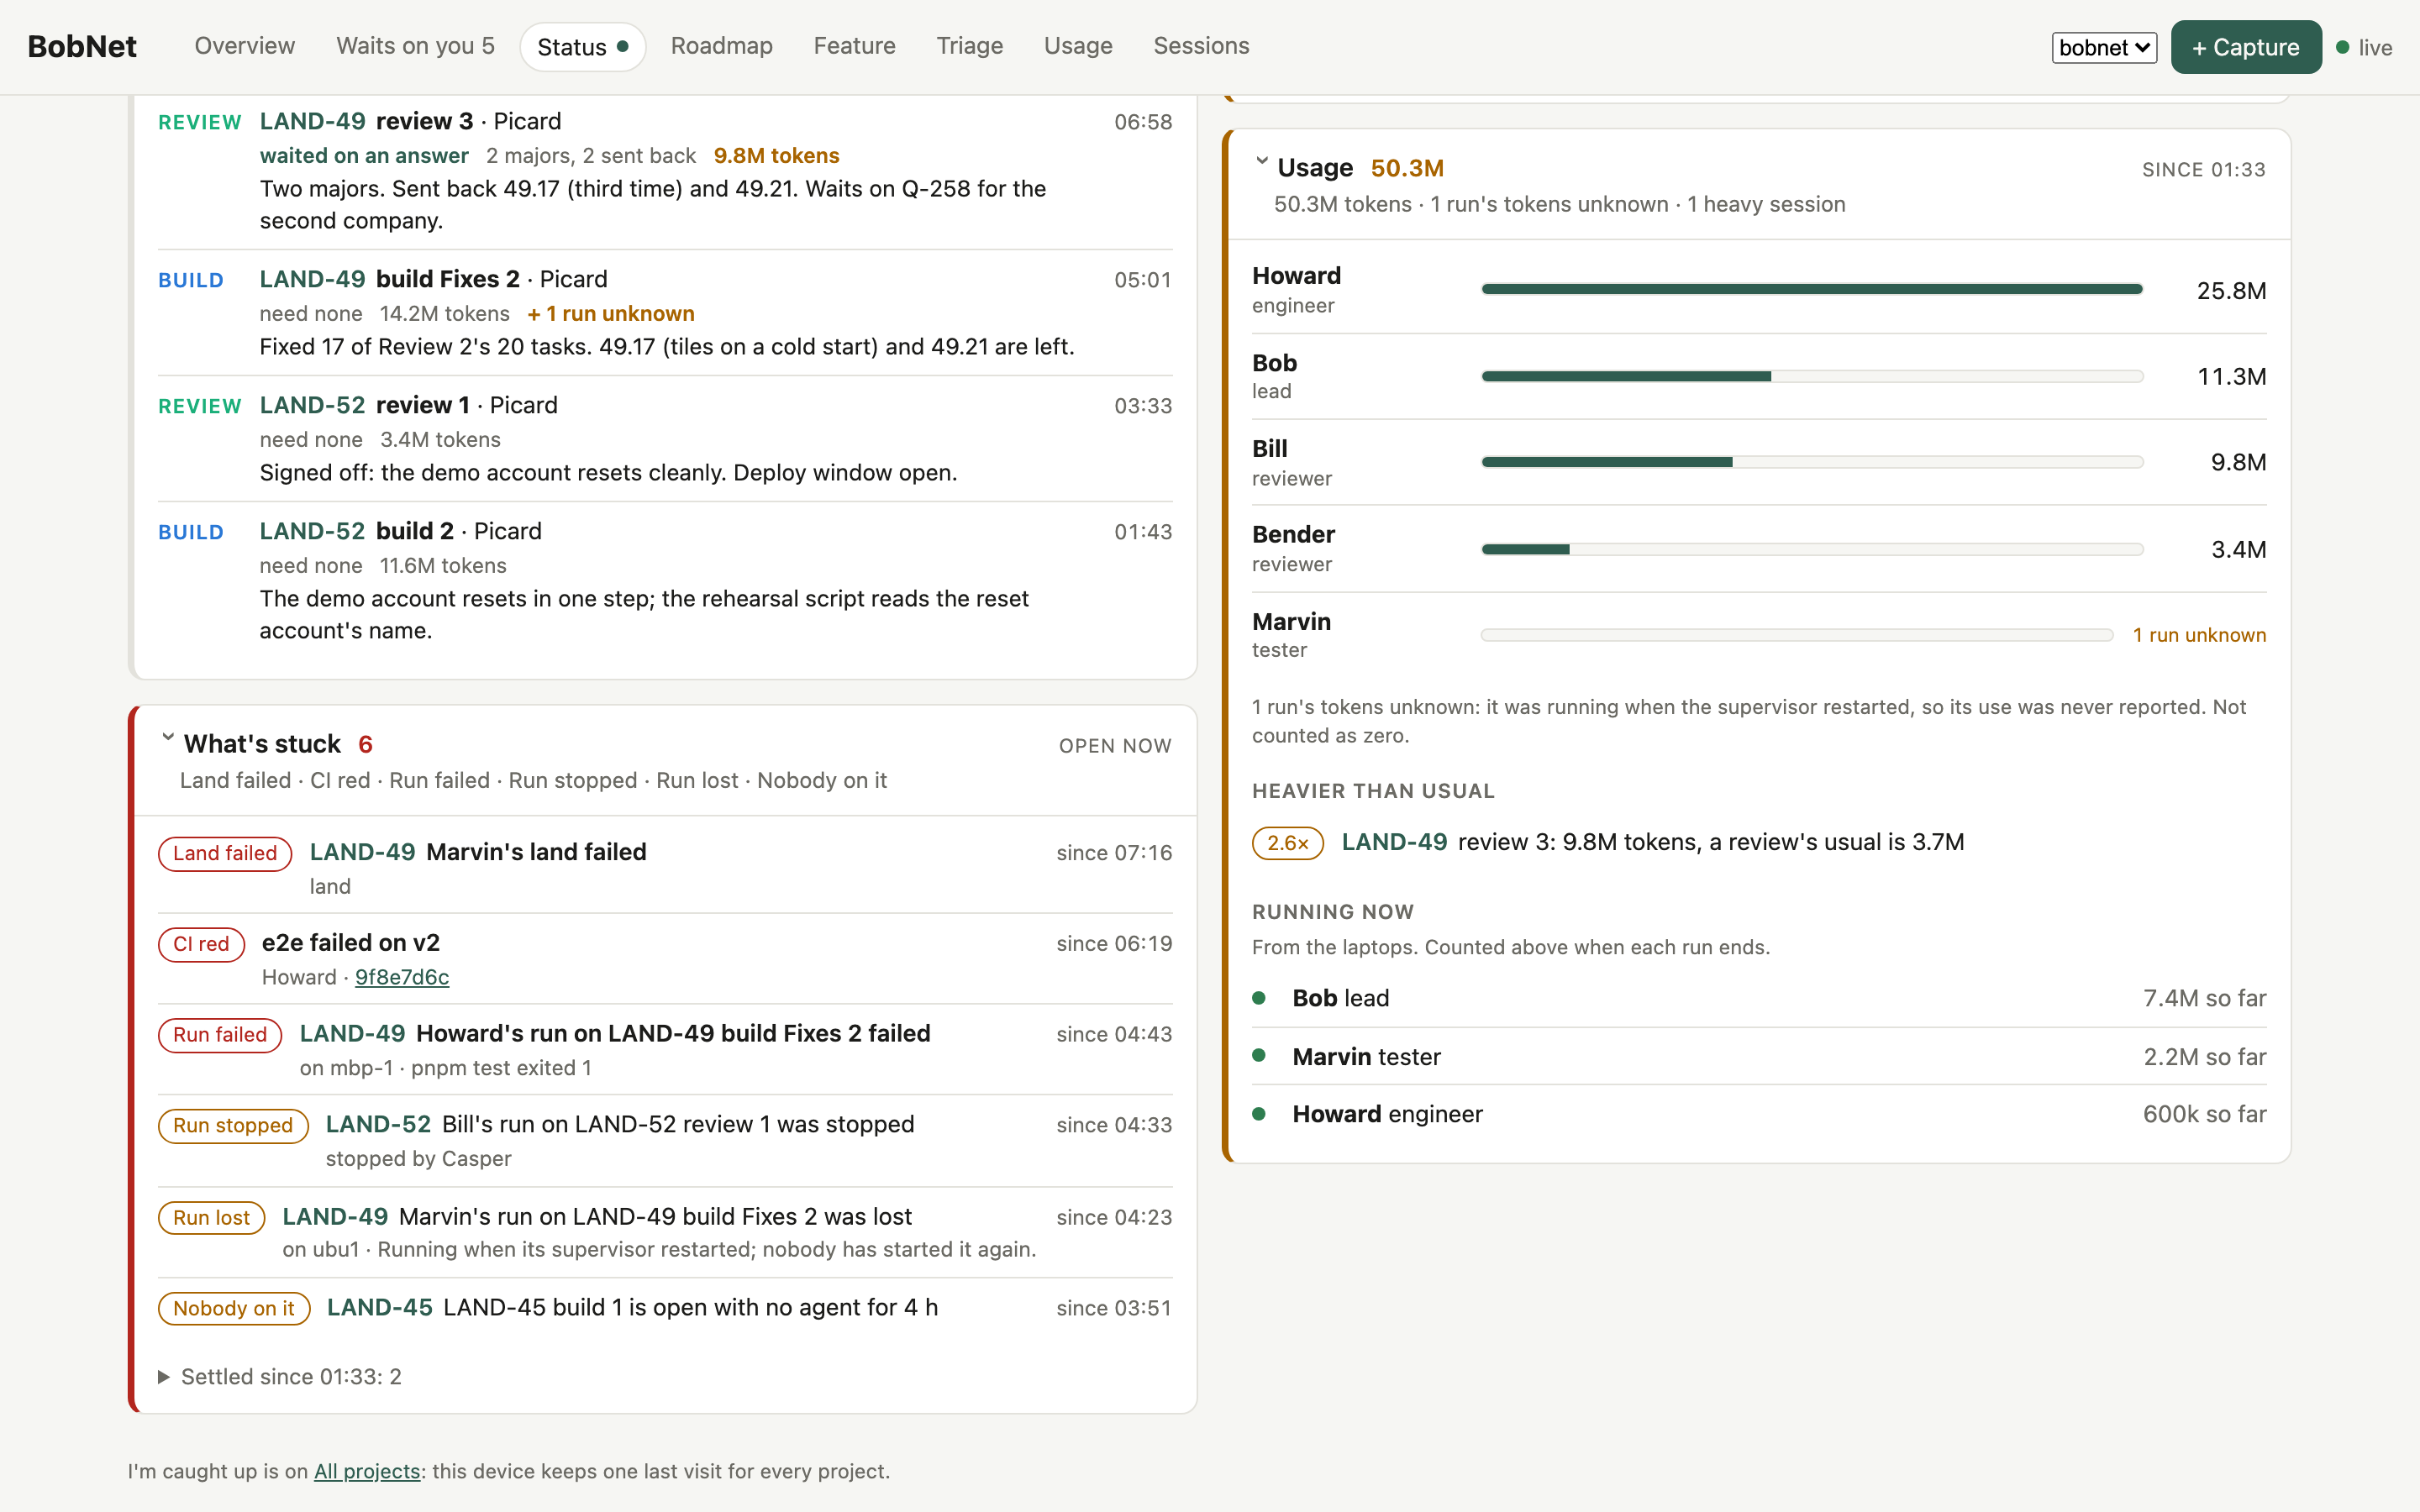 BobNet
Overview
Waits on you 5
Status
Roadmap
Feature
Triage
Usage
Sessions
bobnet
+ Capture
live
REVIEW LAND-49 review 3 · Picard 06:58
waited on an answer 2 majors, 2 sent back 9.8M tokens
Two majors. Sent back 49.17 (third time) and 49.21. Waits on Q-258 for the
second company.
BUILD LAND-49 build Fixes 2 · Picard 05:01
need none 14.2M tokens + 1 run unknown
Fixed 17 of Review 2's 20 tasks. 49.17 (tiles on a cold start) and 49.21 are left.
REVIEW LAND-52 review 1 · Picard 03:33
need none 3.4M tokens
Signed off: the demo account resets cleanly. Deploy window open.
BUILD LAND-52 build 2 · Picard 01:43
need none 11.6M tokens
The demo account resets in one step; the rehearsal script reads the reset
account's name.
What's stuck 6 OPEN NOW
Land failed · CI red · Run failed · Run stopped · Run lost · Nobody on it
Land failed LAND-49 Marvin's land failed since 07:16
land
CI red e2e failed on v2 since 06:19
Howard · 9f8e7d6c
Run failed LAND-49 Howard's run on LAND-49 build Fixes 2 failed since 04:43
on mbp-1 · pnpm test exited 1
Run stopped LAND-52 Bill's run on LAND-52 review 1 was stopped since 04:33
stopped by Casper
Run lost LAND-49 Marvin's run on LAND-49 build Fixes 2 was lost since 04:23
on ubu1 · Running when its supervisor restarted; nobody has started it again.
Nobody on it LAND-45 LAND-45 build 1 is open with no agent for 4 h since 03:51
Settled since 01:33: 2
Usage 50.3M SINCE 01:33
50.3M tokens · 1 run's tokens unknown · 1 heavy session
Howard
engineer
25.8M
Bob
lead
11.3M
Bill
reviewer
9.8M
Bender
reviewer
3.4M
Marvin
tester
1 run unknown
1 run's tokens unknown: it was running when the supervisor restarted, so its use was never reported. Not
counted as zero.
HEAVIER THAN USUAL
2.6× LAND-49 review 3: 9.8M tokens, a review's usual is 3.7M
RUNNING NOW
From the laptops. Counted above when each run ends.
Bob lead 7.4M so far
Marvin tester 2.2M so far
Howard engineer 600k so far
I'm caught up is on All projects: this device keeps one last visit for every project.